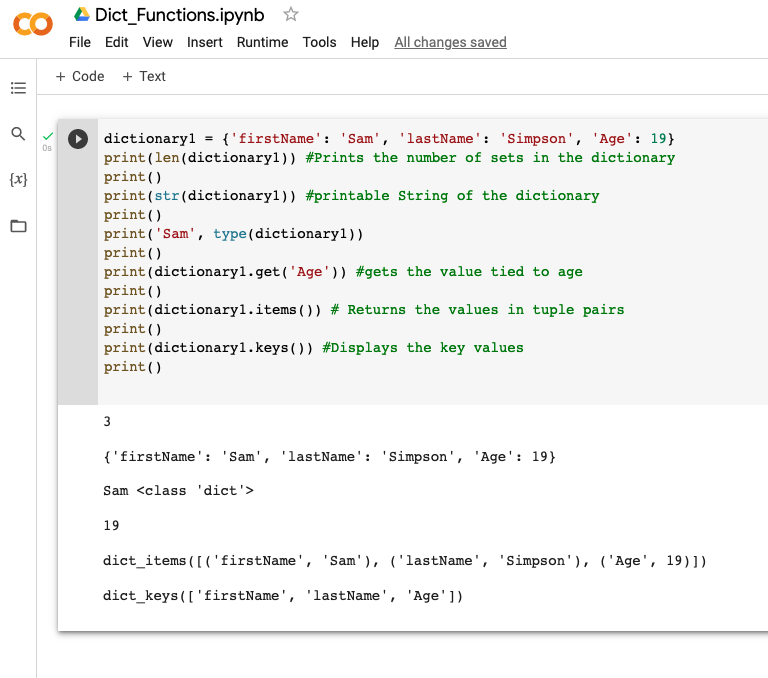 Dict_Functions.ipynb
File Edit View Insert Runtime Tools Help All changes saved
+ Code + Text
{x}
0s
dictionary1 = {'firstName': 'Sam', 'lastName': 'Simpson', 'Age': 19}
print(len(dictionary1)) #Prints the number of sets in the dictionary
print()
print(str(dictionary1)) #printable String of the dictionary
print()
print('Sam', type(dictionary1))
print()
print(dictionary1.get('Age')) #gets the value tied to age
print()
print(dictionary1.items()) # Returns the values in tuple pairs
print()
print(dictionary1.keys()) #Displays the key values
print()
3
{'firstName': 'Sam', 'lastName': 'Simpson', 'Age': 19}
Sam <class 'dict'>
19
dict_items([('firstName', 'Sam'), ('lastName', 'Simpson'), ('Age', 19)])
dict_keys(['firstName', 'lastName', 'Age'])